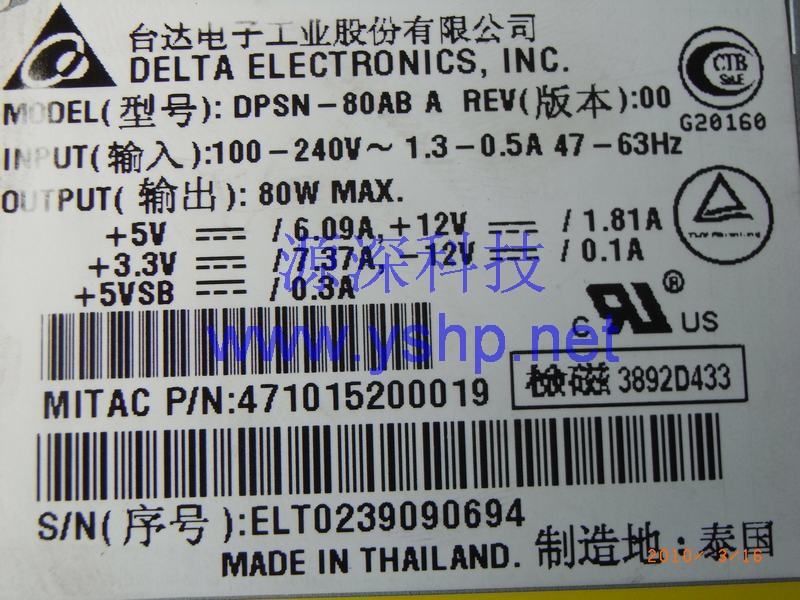 台达电子工业股份有限公司
DELTA ELECTRONICS, INC.
MODEL(型号): DPSN-80AB A REV(版本):00
CTB
S&E
G20160
INPUT(输入):100-240V~ 1.3-0.5A 47-63Hz
OUTPUT(输出): 80W MAX.
+5V ⎓ / 6.09A, +12V ⎓ / 1.81A
+3.3V ⎓ / 7.37A, -12V ⎓ / 0.1A
+5VSB ⎓ / 0.3A
源深科技
www.yshp.net
C UL ® US
MITAC P/N:471015200019
檢磁 3892D433
S/N(序号):ELT0239090694
MADE IN THAILAND. 制造地:泰国
2010/ 3/16